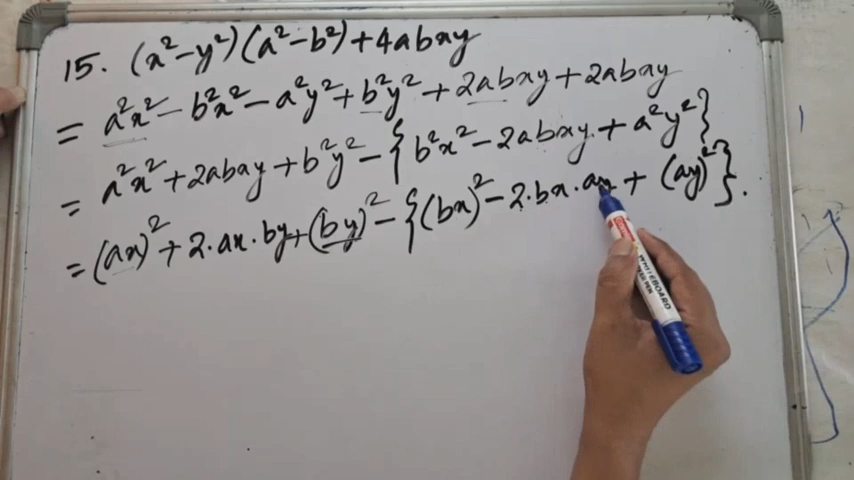 15. (x² - y²)(a² - b²) + 4abxy
= a²x² - b²x² - a²y² + b²y² + 2abxy + 2abxy
= a²x² + 2abxy + b²y² - {b²x² - 2abxy + a²y²}
= (ax)² + 2·ax·by + (by)² - {(bx)² - 2·bx·ay + (ay)²}.
WHITEBOARD